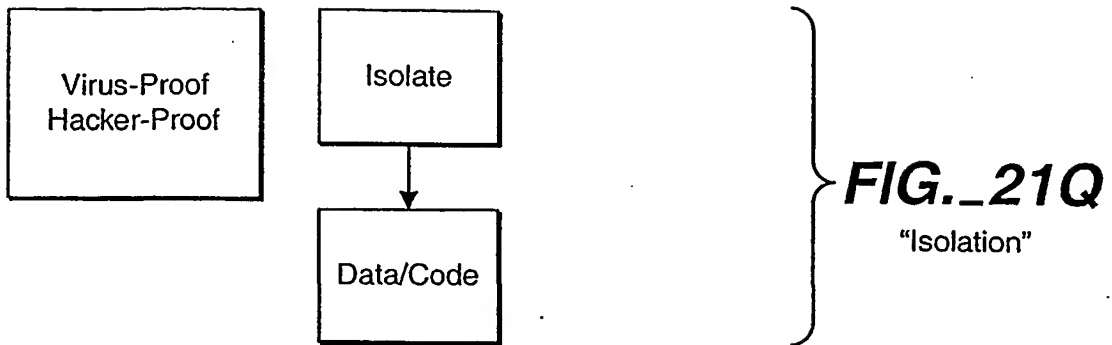 Virus-Proof
Hacker-Proof
Isolate
Data/Code
FIG._21Q
“Isolation”